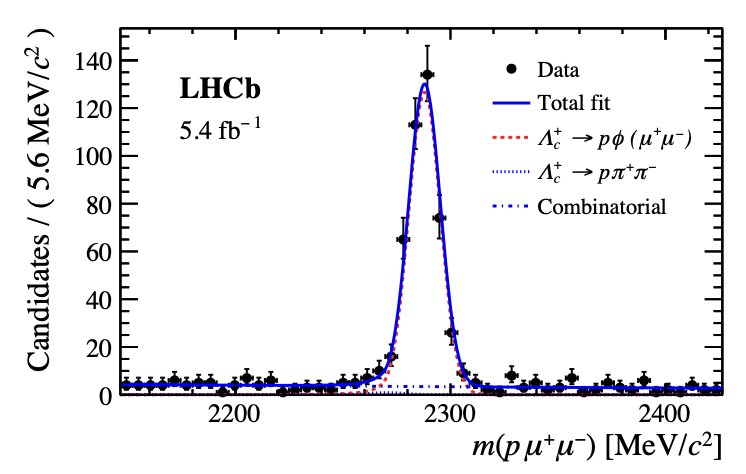 Candidates / ( 5.6 MeV/c² )
140
120
100
80
60
40
20
0
LHCb
5.4 fb⁻¹
Data
Total fit
Λc⁺ → pϕ (μ⁺μ⁻)
Λc⁺ → pπ⁺π⁻
Combinatorial
2200
2300
2400
m(pμ⁺μ⁻) [MeV/c²]